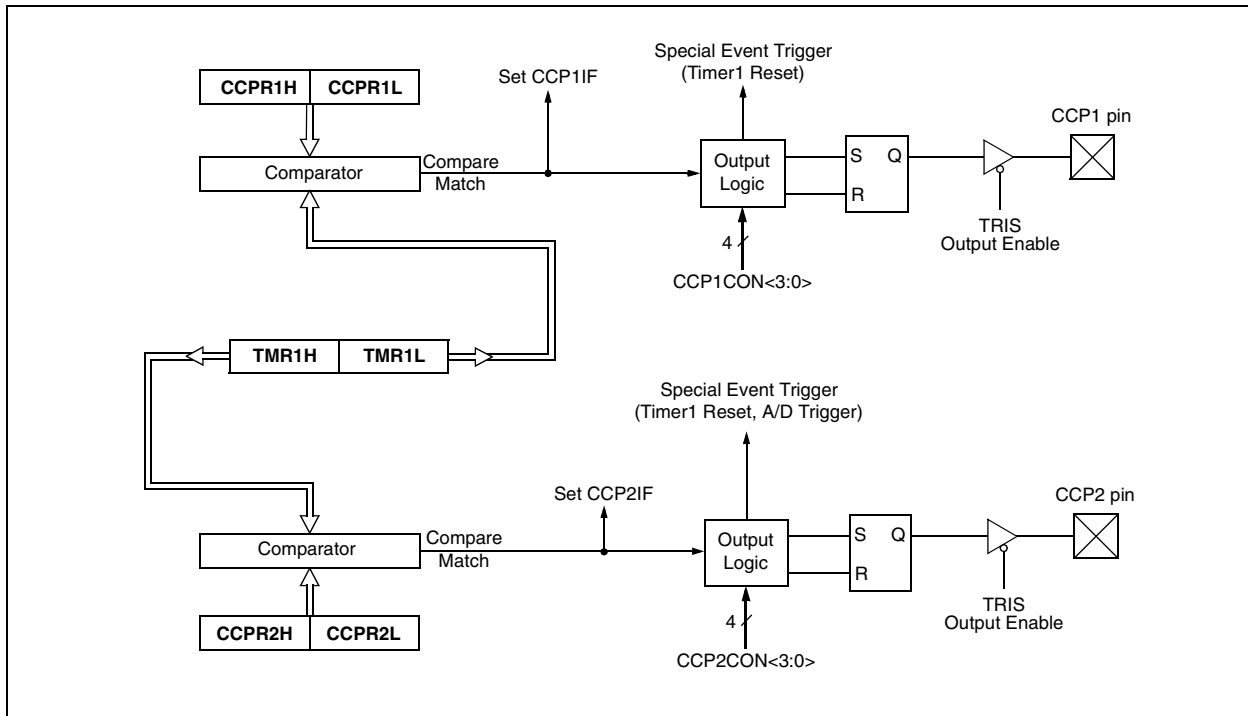 Special Event Trigger
(Timer1 Reset)
Set CCP1IF
CCPR1H CCPR1L
CCP1 pin
Comparator
Compare
Match
Output
Logic
S Q
R
TRIS
Output Enable
4
CCP1CON<3:0>
TMR1H TMR1L
Special Event Trigger
(Timer1 Reset, A/D Trigger)
Set CCP2IF
CCP2 pin
Comparator
Compare
Match
Output
Logic
S Q
R
TRIS
Output Enable
4
CCPR2H CCPR2L
CCP2CON<3:0>